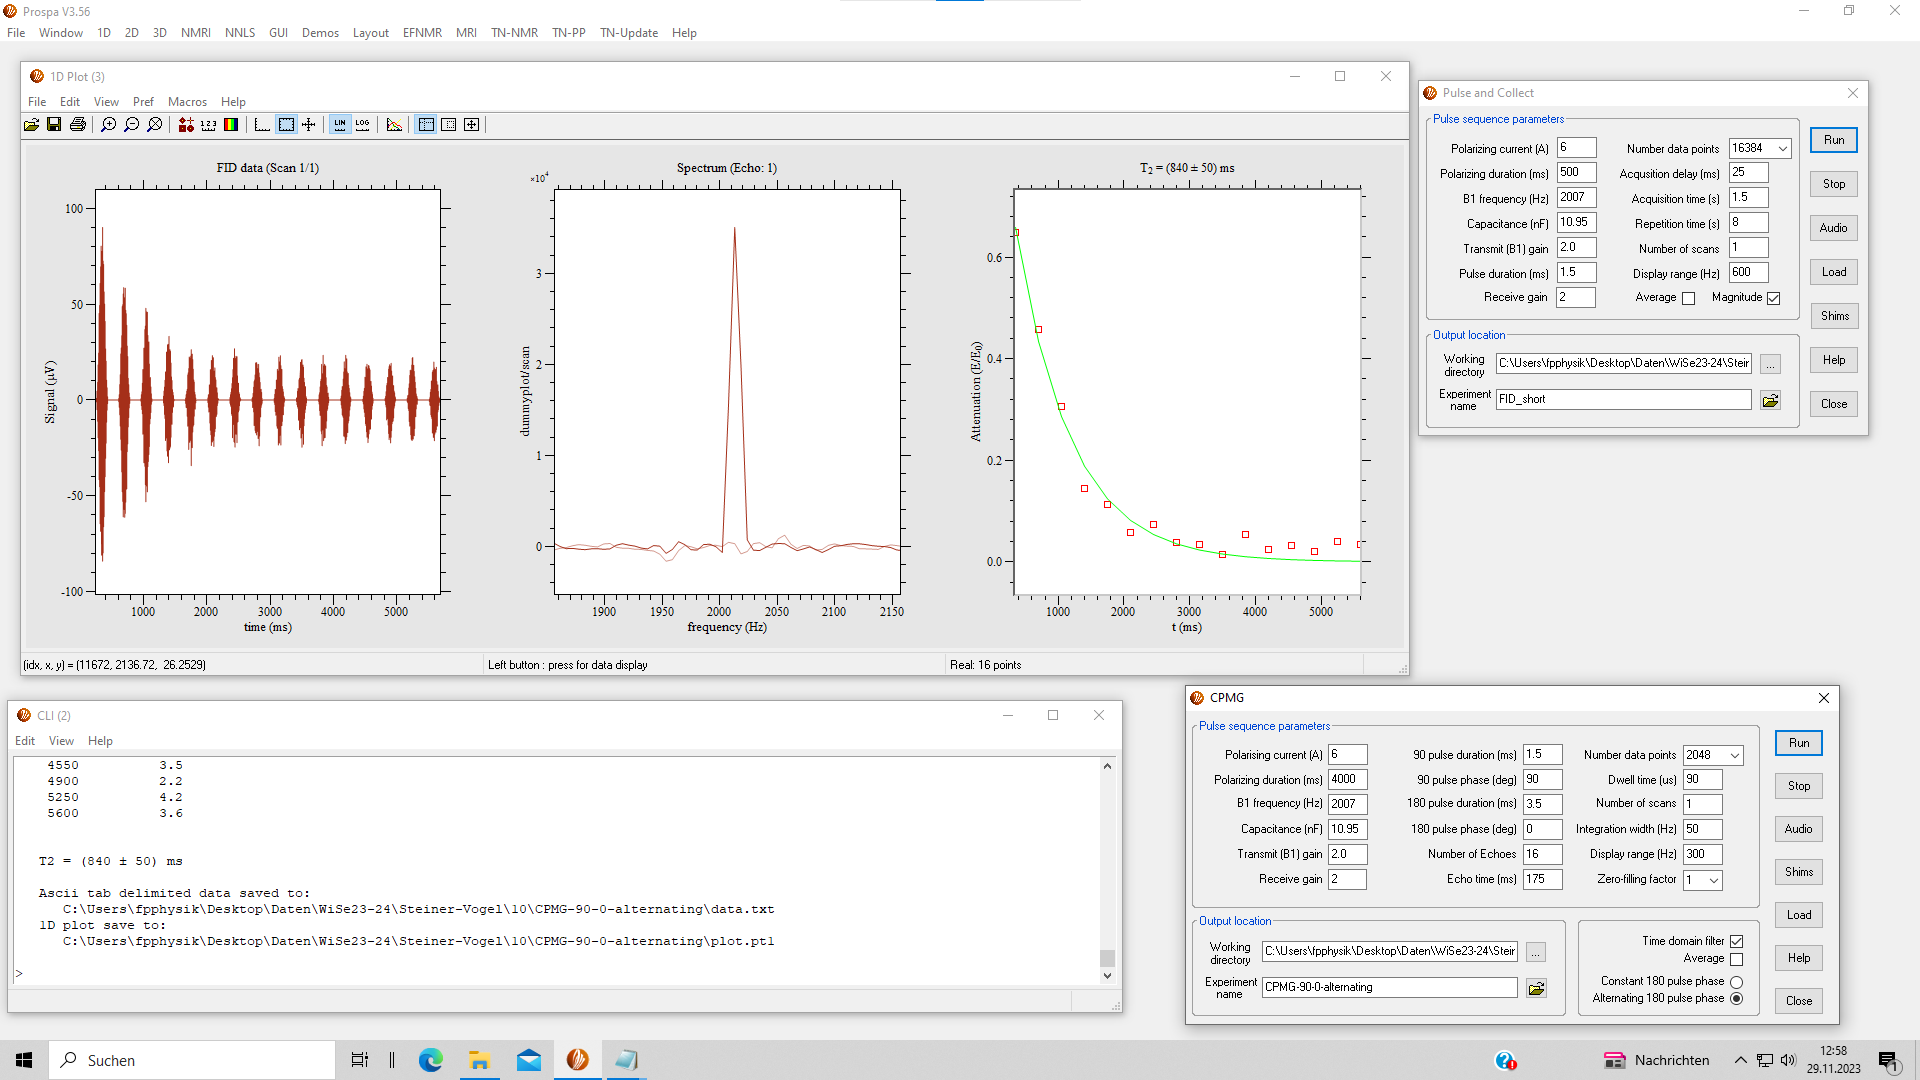 Prospa V3.56
File Window 1D 2D 3D NMRI NNLS GUI Demos Layout EFNMR MRI TN-NMR TN-PP TN-Update Help
1D Plot (3)
File Edit View Pref Macros Help
1 2 3
LIN
LOG
FID data (Scan 1/1)
100
50
0
-50
-100
Signal (μV)
1000 2000 3000 4000 5000
time (ms)
Spectrum (Echo: 1)
×10⁴
3
2
1
0
dummyplot/scan
1900 1950 2000 2050 2100 2150
frequency (Hz)
T₂ = (840 ± 50) ms
0.6
0.4
0.2
0.0
Attenuation (E/E₀)
1000 2000 3000 4000 5000
t (ms)
(idx, x, y) = (11672, 2136.72, 26.2529)
Left button : press for data display
Real: 16 points
Pulse and Collect
Pulse sequence parameters
Polarizing current (A) 6
Number data points 16384
Polarizing duration (ms) 500
Acqusition delay (ms) 25
B1 frequency (Hz) 2007
Acquisition time (s) 1.5
Capacitance (nF) 10.95
Repetition time (s) 8
Transmit (B1) gain 2.0
Number of scans 1
Pulse duration (ms) 1.5
Display range (Hz) 600
Receive gain 2
Average
Magnitude
Output location
Working directory C:\Users\fpphysik\Desktop\Daten\WiSe23-24\Steir
...
Experiment name FID_short
Run
Stop
Audio
Load
Shims
Help
Close
CLI (2)
Edit View Help
4550 3.5
4900 2.2
5250 4.2
5600 3.6
T2 = (840 ± 50) ms
Ascii tab delimited data saved to:
C:\Users\fpphysik\Desktop\Daten\WiSe23-24\Steiner-Vogel\10\CPMG-90-0-alternating\data.txt
1D plot save to:
C:\Users\fpphysik\Desktop\Daten\WiSe23-24\Steiner-Vogel\10\CPMG-90-0-alternating\plot.pt1
>
CPMG
Pulse sequence parameters
Polarising current (A) 6
90 pulse duration (ms) 1.5
Number data points 2048
Polarizing duration (ms) 4000
90 pulse phase (deg) 90
Dwell time (us) 90
B1 frequency (Hz) 2007
180 pulse duration (ms) 3.5
Number of scans 1
Capacitance (nF) 10.95
180 pulse phase (deg) 0
Integration width (Hz) 50
Transmit (B1) gain 2.0
Number of Echoes 16
Display range (Hz) 300
Receive gain 2
Echo time (ms) 175
Zero-filling factor 1
Output location
Working directory C:\Users\fpphysik\Desktop\Daten\WiSe23-24\Steir
...
Experiment name CPMG-90-0-alternating
Time domain filter
Average
Constant 180 pulse phase
Alternating 180 pulse phase
Run
Stop
Audio
Shims
Load
Help
Close
Suchen
Nachrichten
12:58
29.11.2023
1